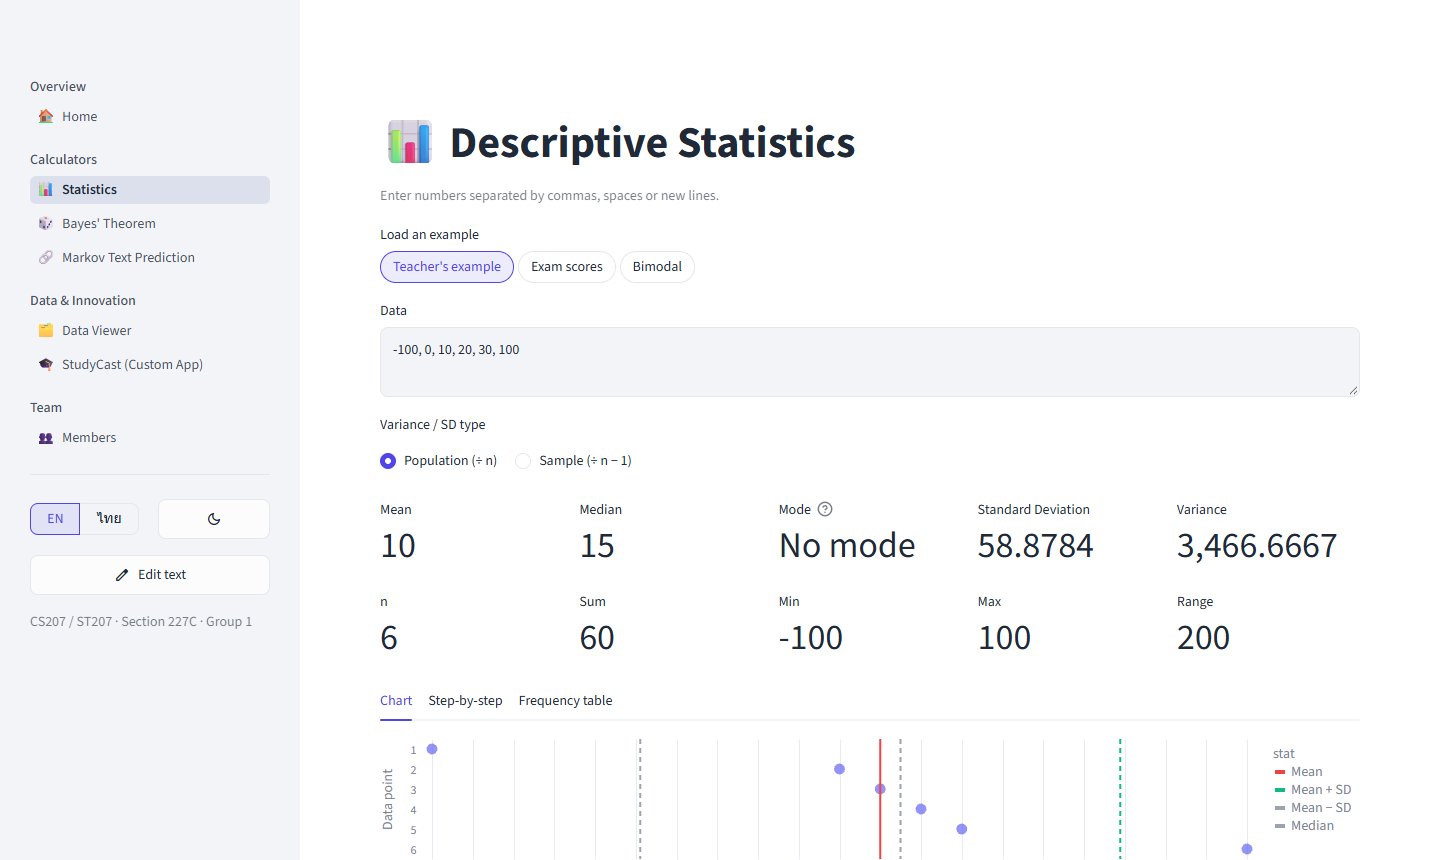 Overview
Home
Calculators
Statistics
Bayes' Theorem
Markov Text Prediction
Data & Innovation
Data Viewer
StudyCast (Custom App)
Team
Members
EN
ไทย
Edit text
CS207 / ST207 · Section 227C · Group 1
Descriptive Statistics
Enter numbers separated by commas, spaces or new lines.
Load an example
Teacher's example Exam scores Bimodal
Data
-100, 0, 10, 20, 30, 100
Variance / SD type
Population (÷ n) Sample (÷ n − 1)
Mean Median Mode Standard Deviation Variance
10 15 No mode 58.8784 3,466.6667
n Sum Min Max Range
6 60 -100 100 200
Chart Step-by-step Frequency table
Data point
1
2
3
4
5
6
stat
Mean
Mean + SD
Mean − SD
Median